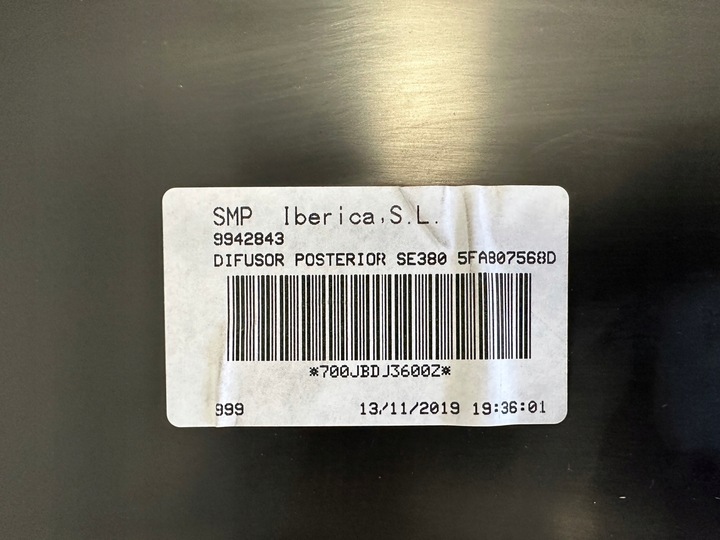 SMP Iberica,S.L.
9942843
DIFUSOR POSTERIOR SE380 5FA807568D
*700JBDJ3600Z*
999 13/11/2019 19:36:01